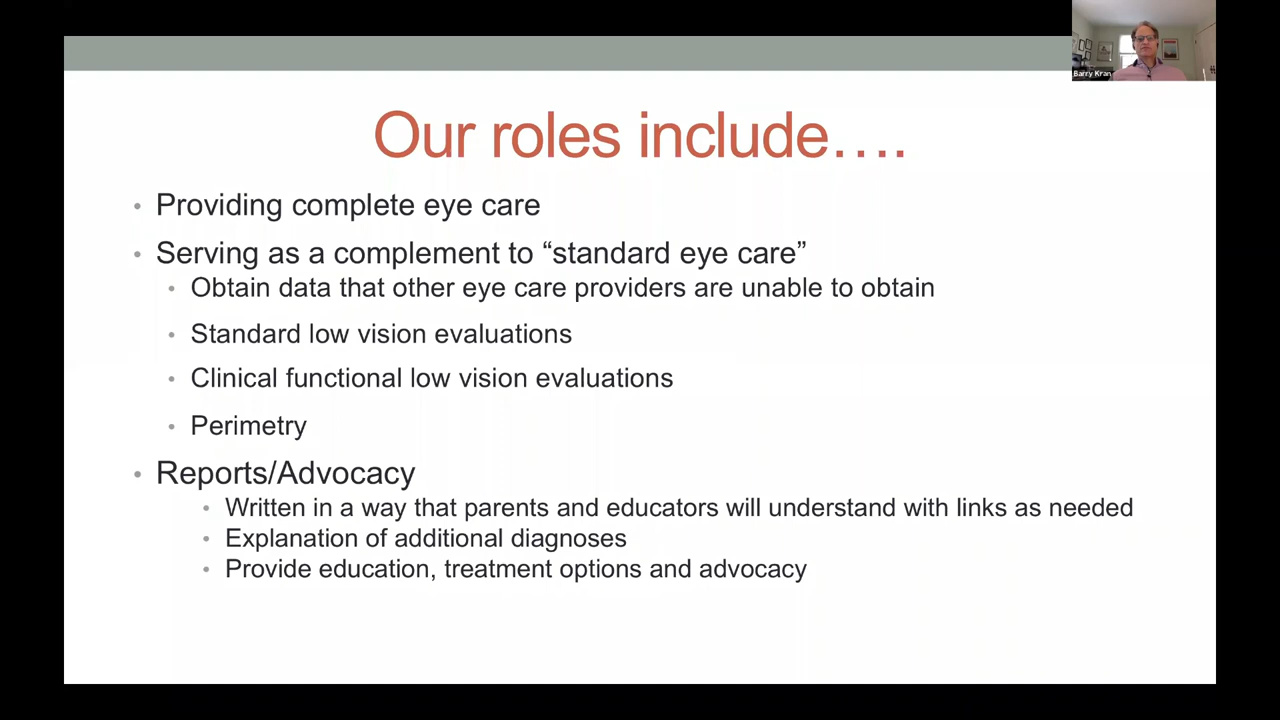 Barry Kran
Our roles include….
• Providing complete eye care
• Serving as a complement to “standard eye care”
• Obtain data that other eye care providers are unable to obtain
• Standard low vision evaluations
• Clinical functional low vision evaluations
• Perimetry
• Reports/Advocacy
• Written in a way that parents and educators will understand with links as needed
• Explanation of additional diagnoses
• Provide education, treatment options and advocacy